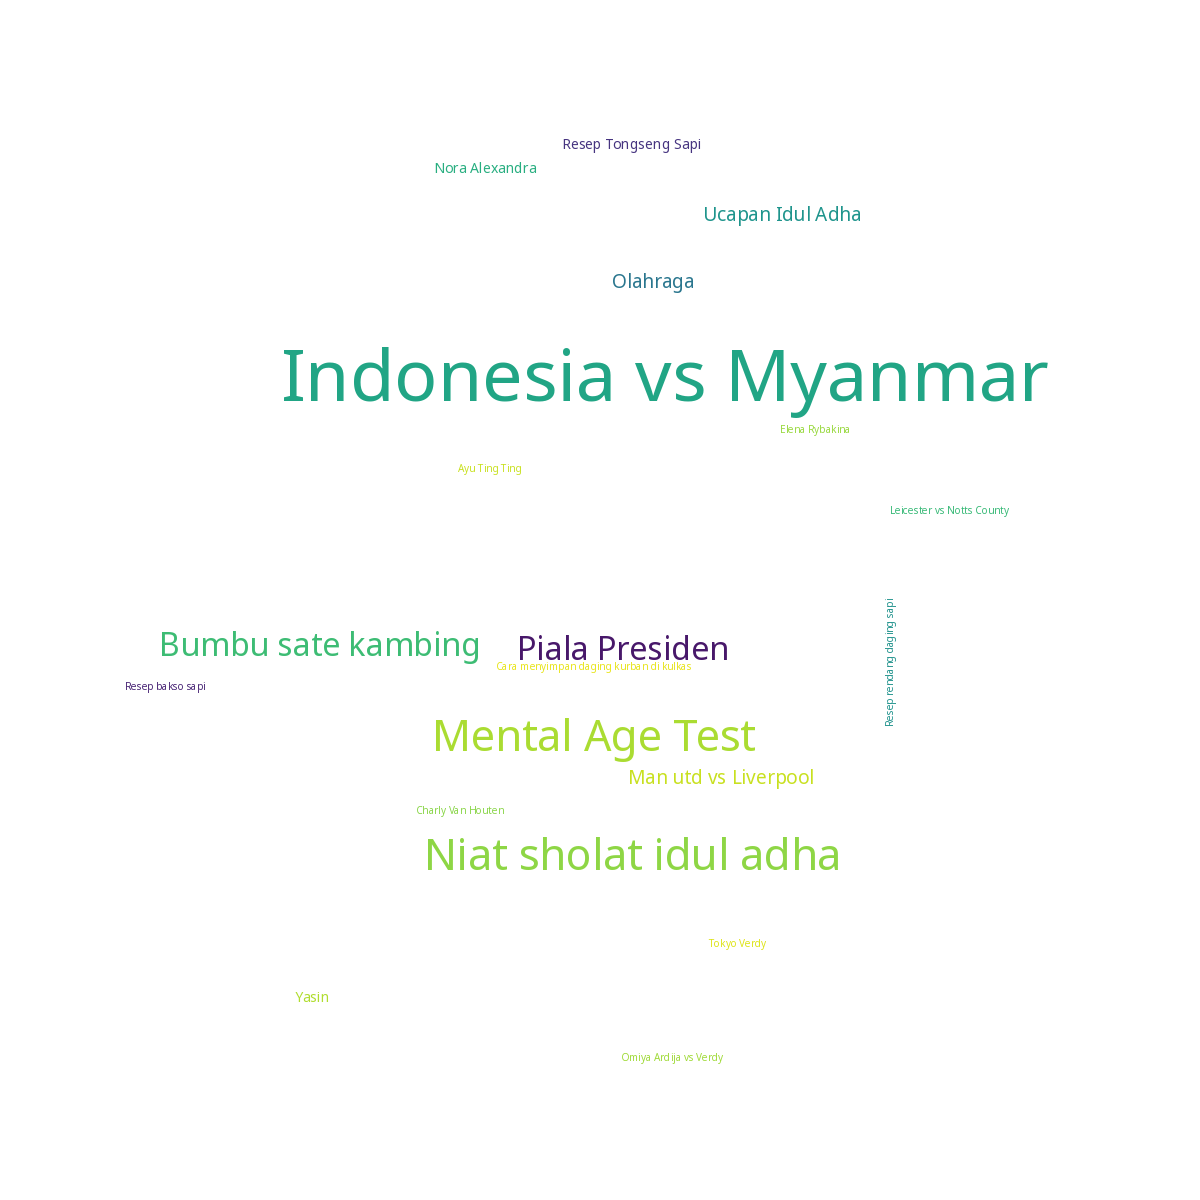 Resep Tongseng Sapi
Nora Alexandra
Ucapan Idul Adha
Olahraga
Indonesia vs Myanmar
Elena Rybakina
Ayu Ting Ting
Leicester vs Notts County
Resep rendang daging sapi
Bumbu sate kambing
Piala Presiden
Cara menyimpan daging kurban di kulkas
Resep bakso sapi
Mental Age Test
Man utd vs Liverpool
Charly Van Houten
Niat sholat idul adha
Tokyo Verdy
Yasin
Omiya Ardija vs Verdy